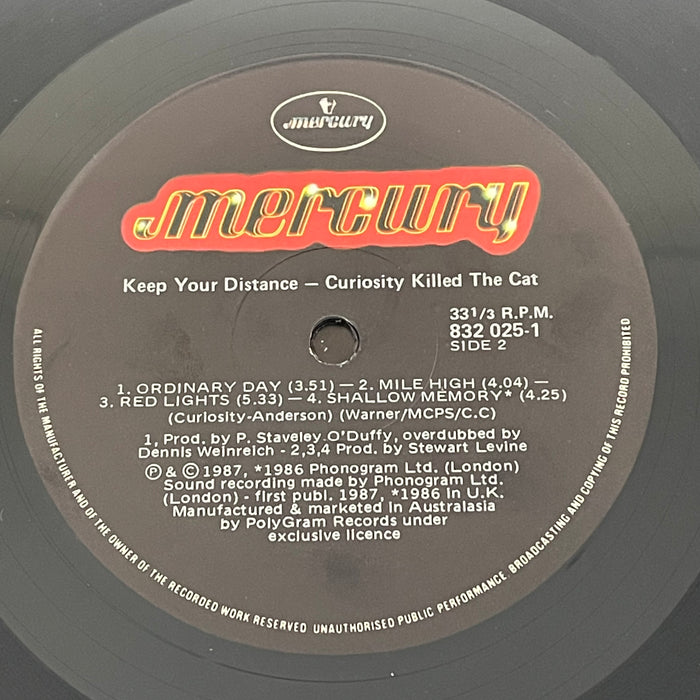 mercury
mercury
Keep Your Distance — Curiosity Killed The Cat
33 1/3 R.P.M.
832 025-1
SIDE 2
1. ORDINARY DAY (3.51) — 2. MILE HIGH (4.04) —
3. RED LIGHTS (5.33) — 4. SHALLOW MEMORY* (4.25)
(Curiosity-Anderson) (Warner/MCPS/C.C)
1, Prod. by P. Staveley.O'Duffy, overdubbed by
Dennis Weinreich - 2,3,4 Prod. by Stewart Levine
Ⓟ & © 1987, *1986 Phonogram Ltd. (London)
Sound recording made by Phonogram Ltd.
(London) - first publ. 1987, *1986 in U.K.
Manufactured & marketed in Australasia
by PolyGram Records under
exclusive licence
ALL RIGHTS OF THE MANUFACTURER AND OF THE OWNER OF THE RECORDED WORK RESERVED UNAUTHORISED PUBLIC PERFORMANCE BROADCASTING AND COPYING OF THIS RECORD PROHIBITED